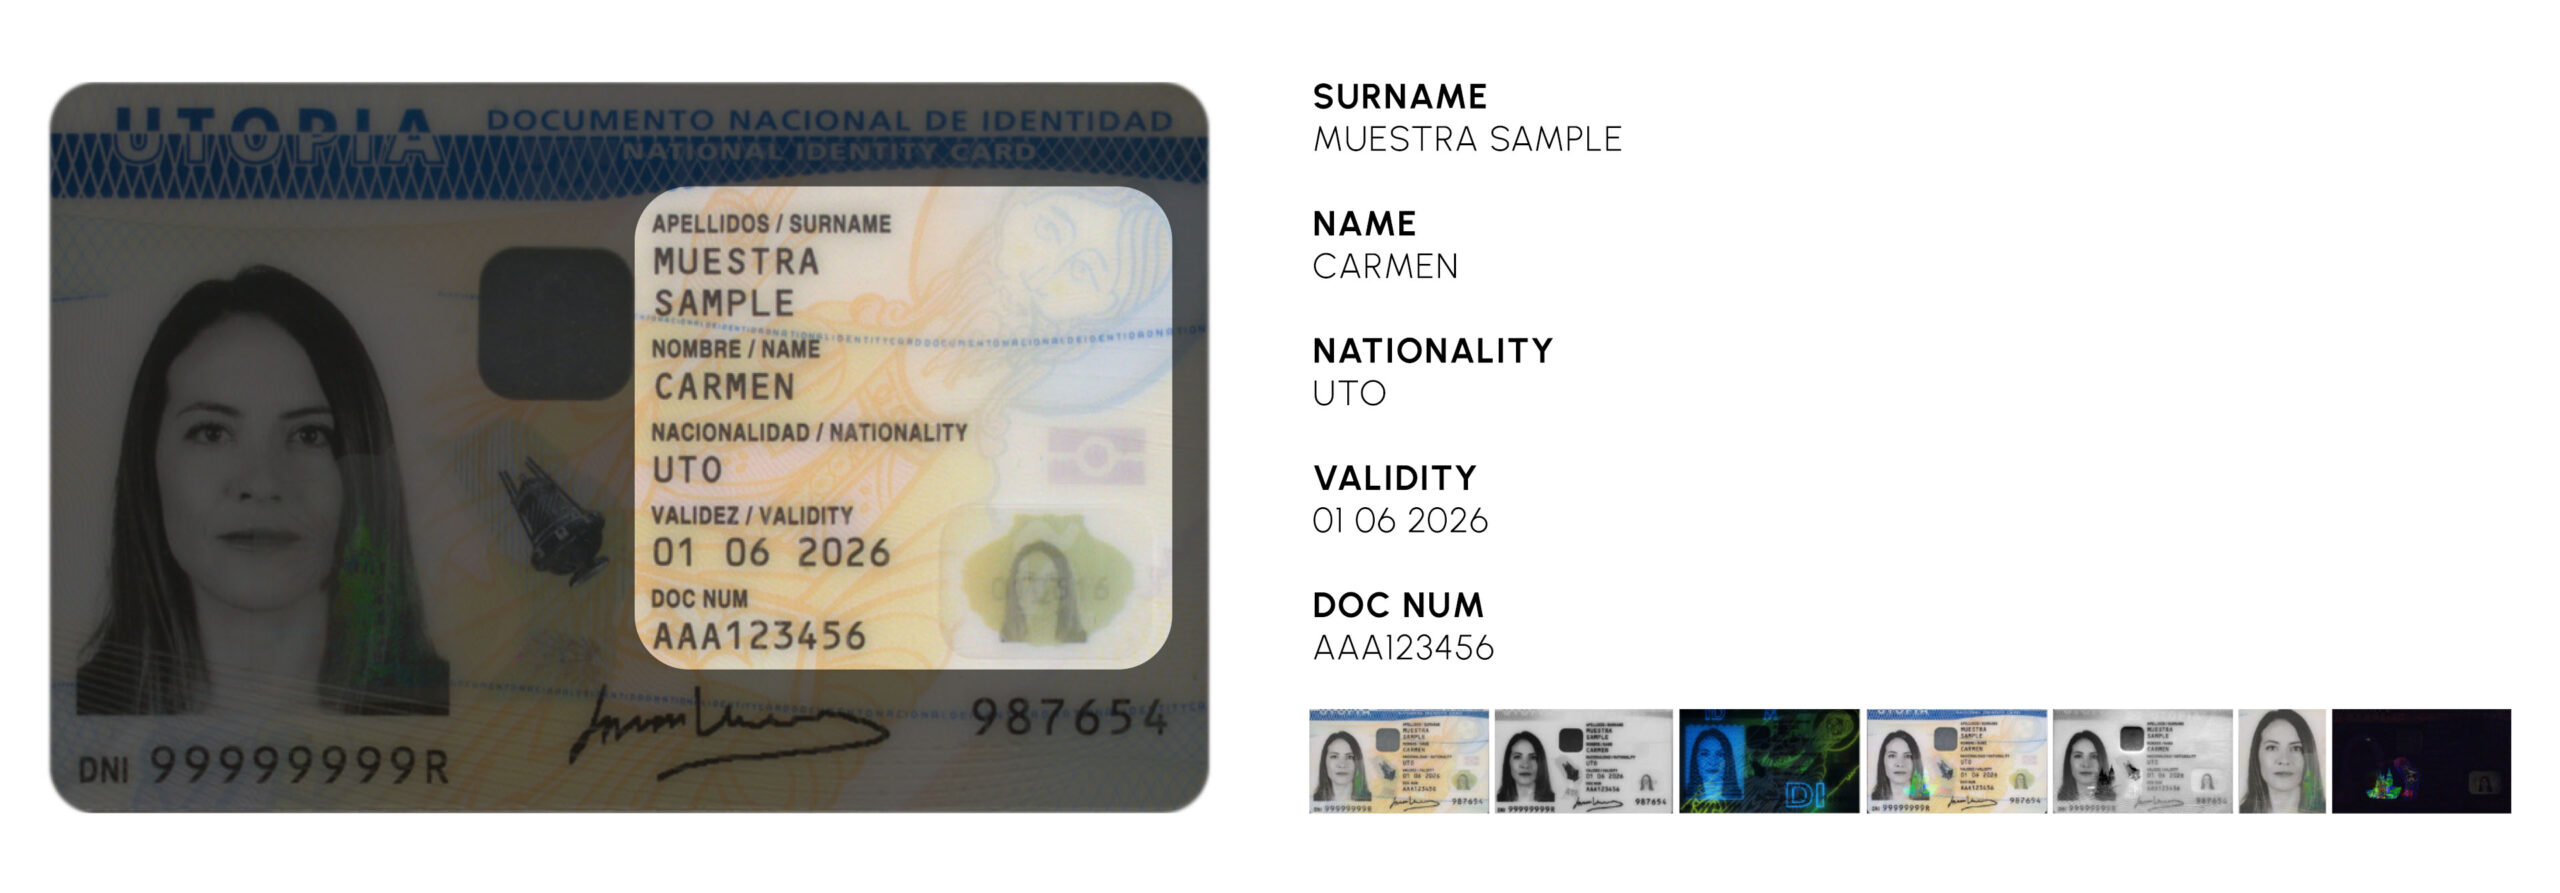 UTOPIA
DOCUMENTO NACIONAL DE IDENTIDAD
NATIONAL IDENTITY CARD
APELLIDOS / SURNAME
MUESTRA
SAMPLE
NOMBRE / NAME
CARMEN
NACIONALIDAD / NATIONALITY
UTO
VALIDEZ / VALIDITY
01 06 2026
DOC NUM
AAA123456
987654
DNI 99999999R
SURNAME
MUESTRA SAMPLE
NAME
CARMEN
NATIONALITY
UTO
VALIDITY
01 06 2026
DOC NUM
AAA123456